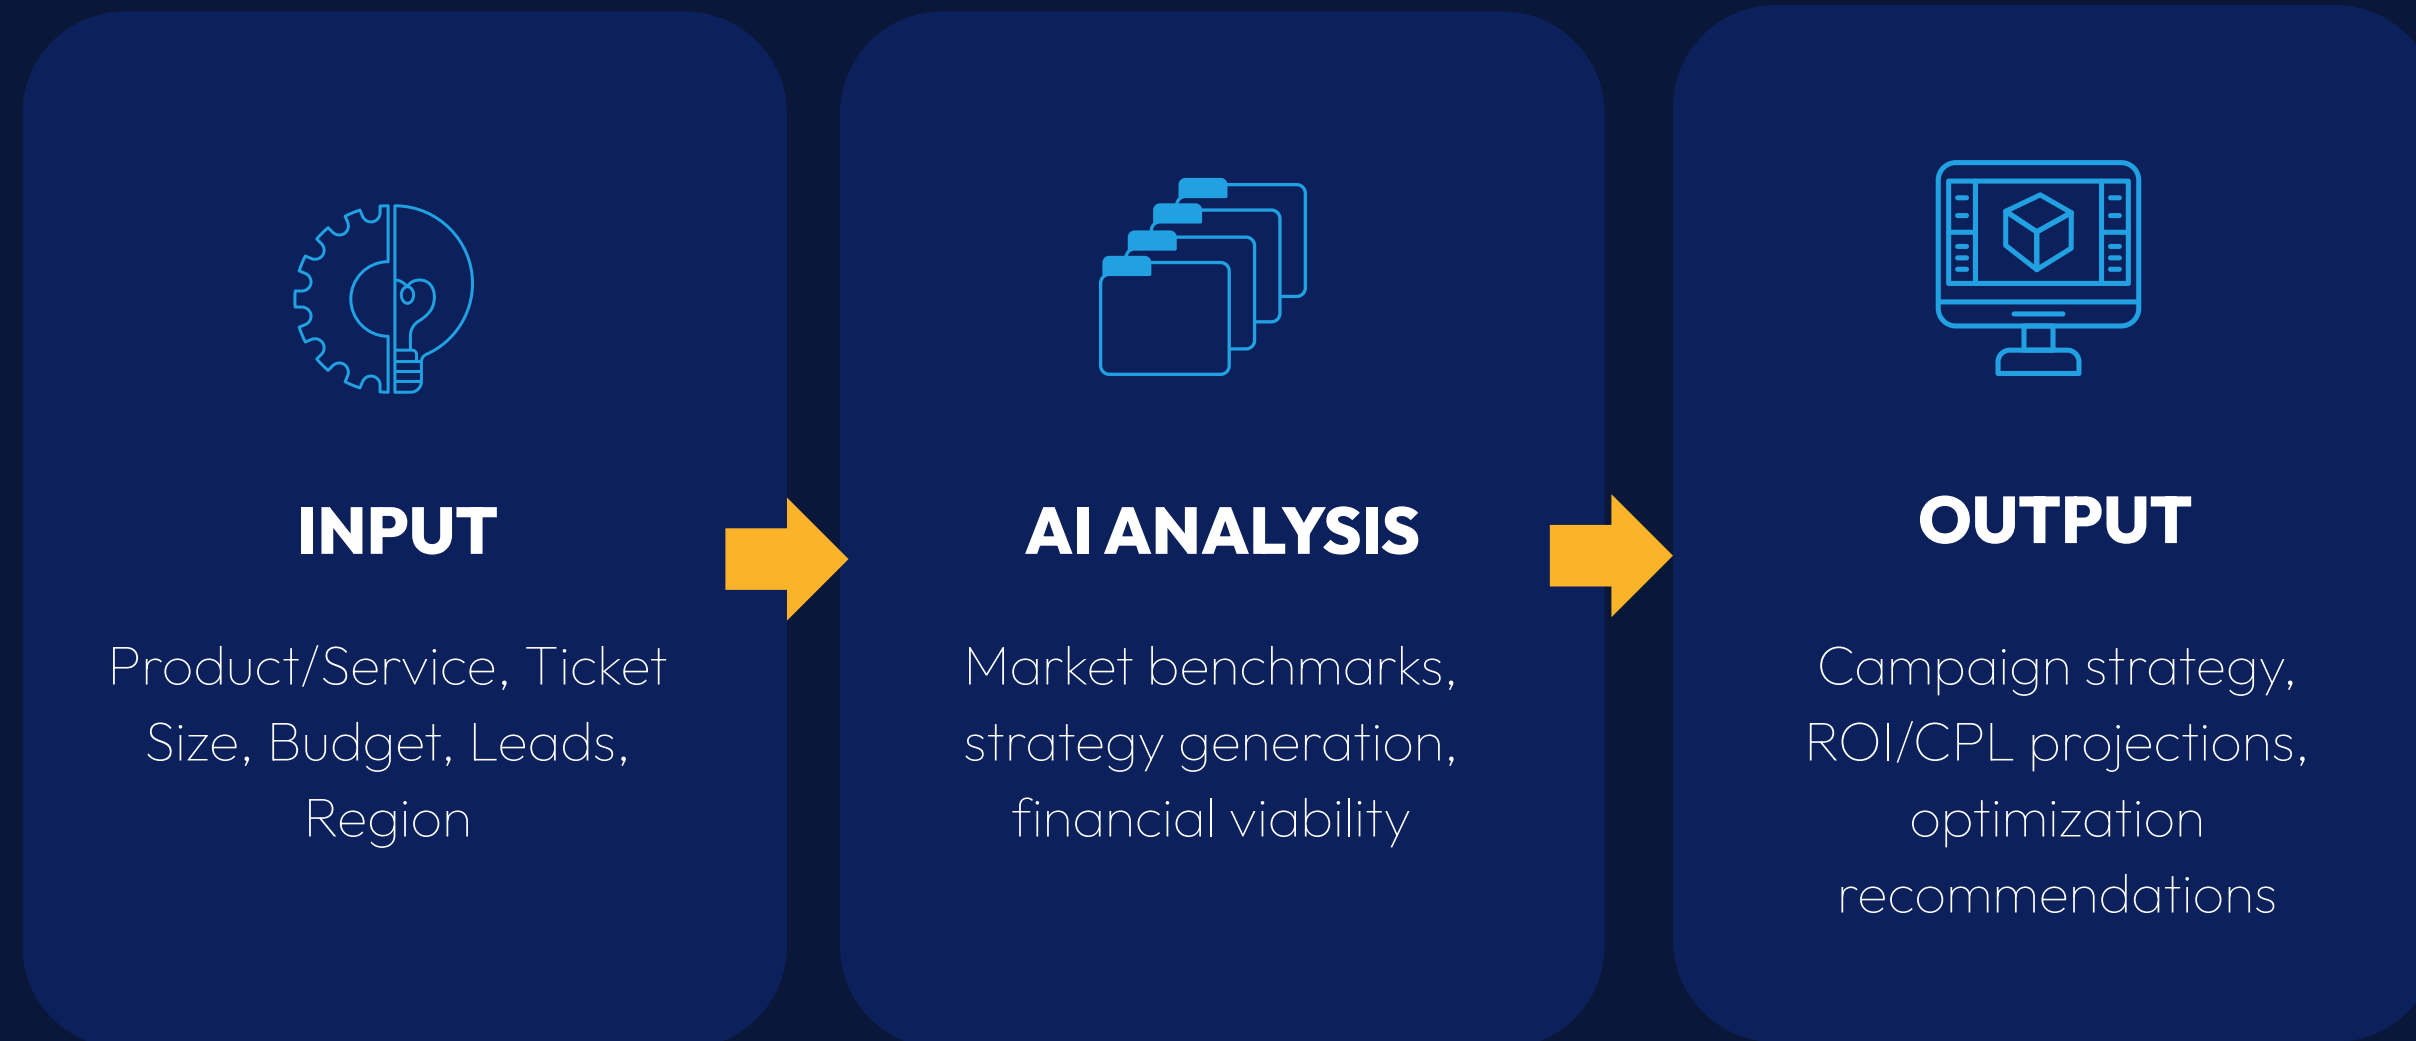 INPUT
Product/Service, Ticket
Size, Budget, Leads,
Region
AI ANALYSIS
Market benchmarks,
strategy generation,
financial viability
OUTPUT
Campaign strategy,
ROI/CPL projections,
optimization
recommendations